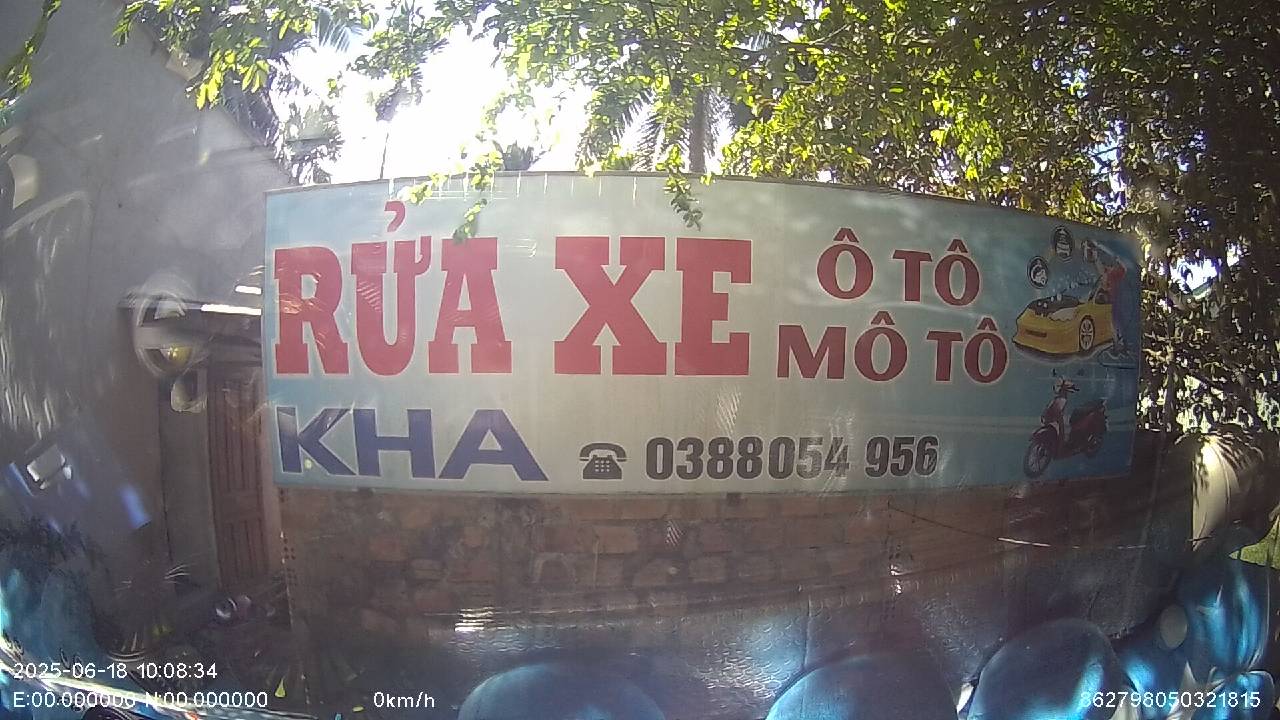 RỬA XE Ô TÔ
MÔ TÔ
KHA 0388054 956
2025-06-18 10:08:34
E:00.000000 N:00.000000 0km/h 862798050321815